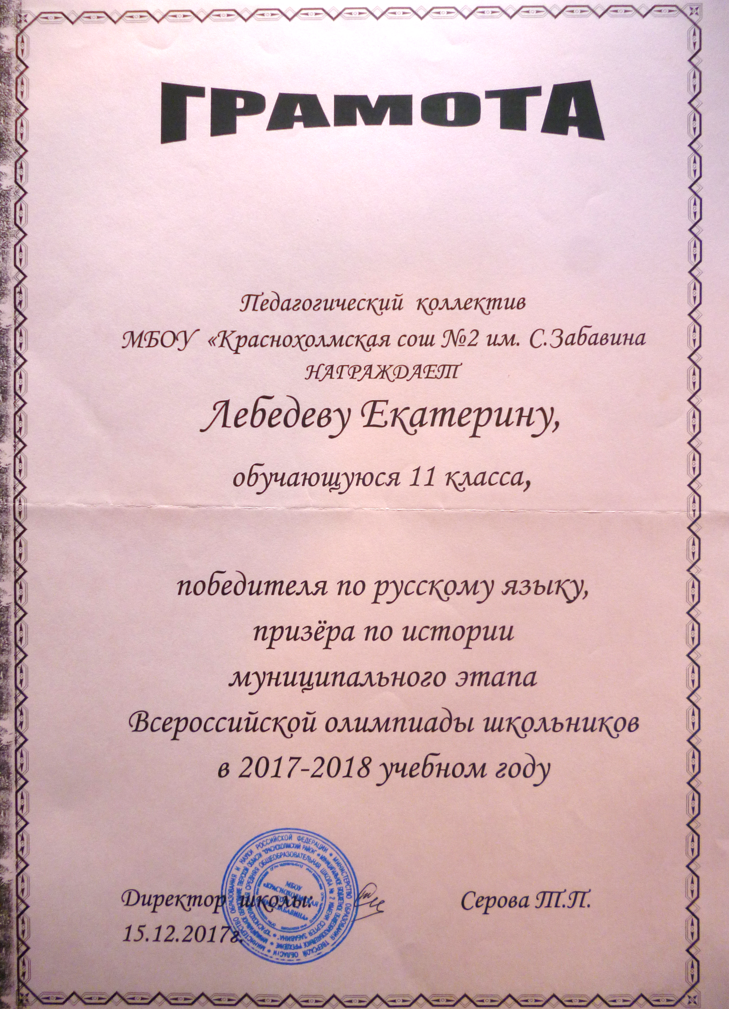 ГРАМОТА
Педагогический коллектив
МБОУ «Краснохолмская сош №2 им. С.Забавина
НАГРАЖДАЕТ
Лебедеву Екатерину,
обучающуюся 11 класса,
победителя по русскому языку,
призёра по истории
муниципального этапа
Всероссийской олимпиады школьников
в 2017-2018 учебном году
Директор школы: Серова Т.П.
15.12.2017г.